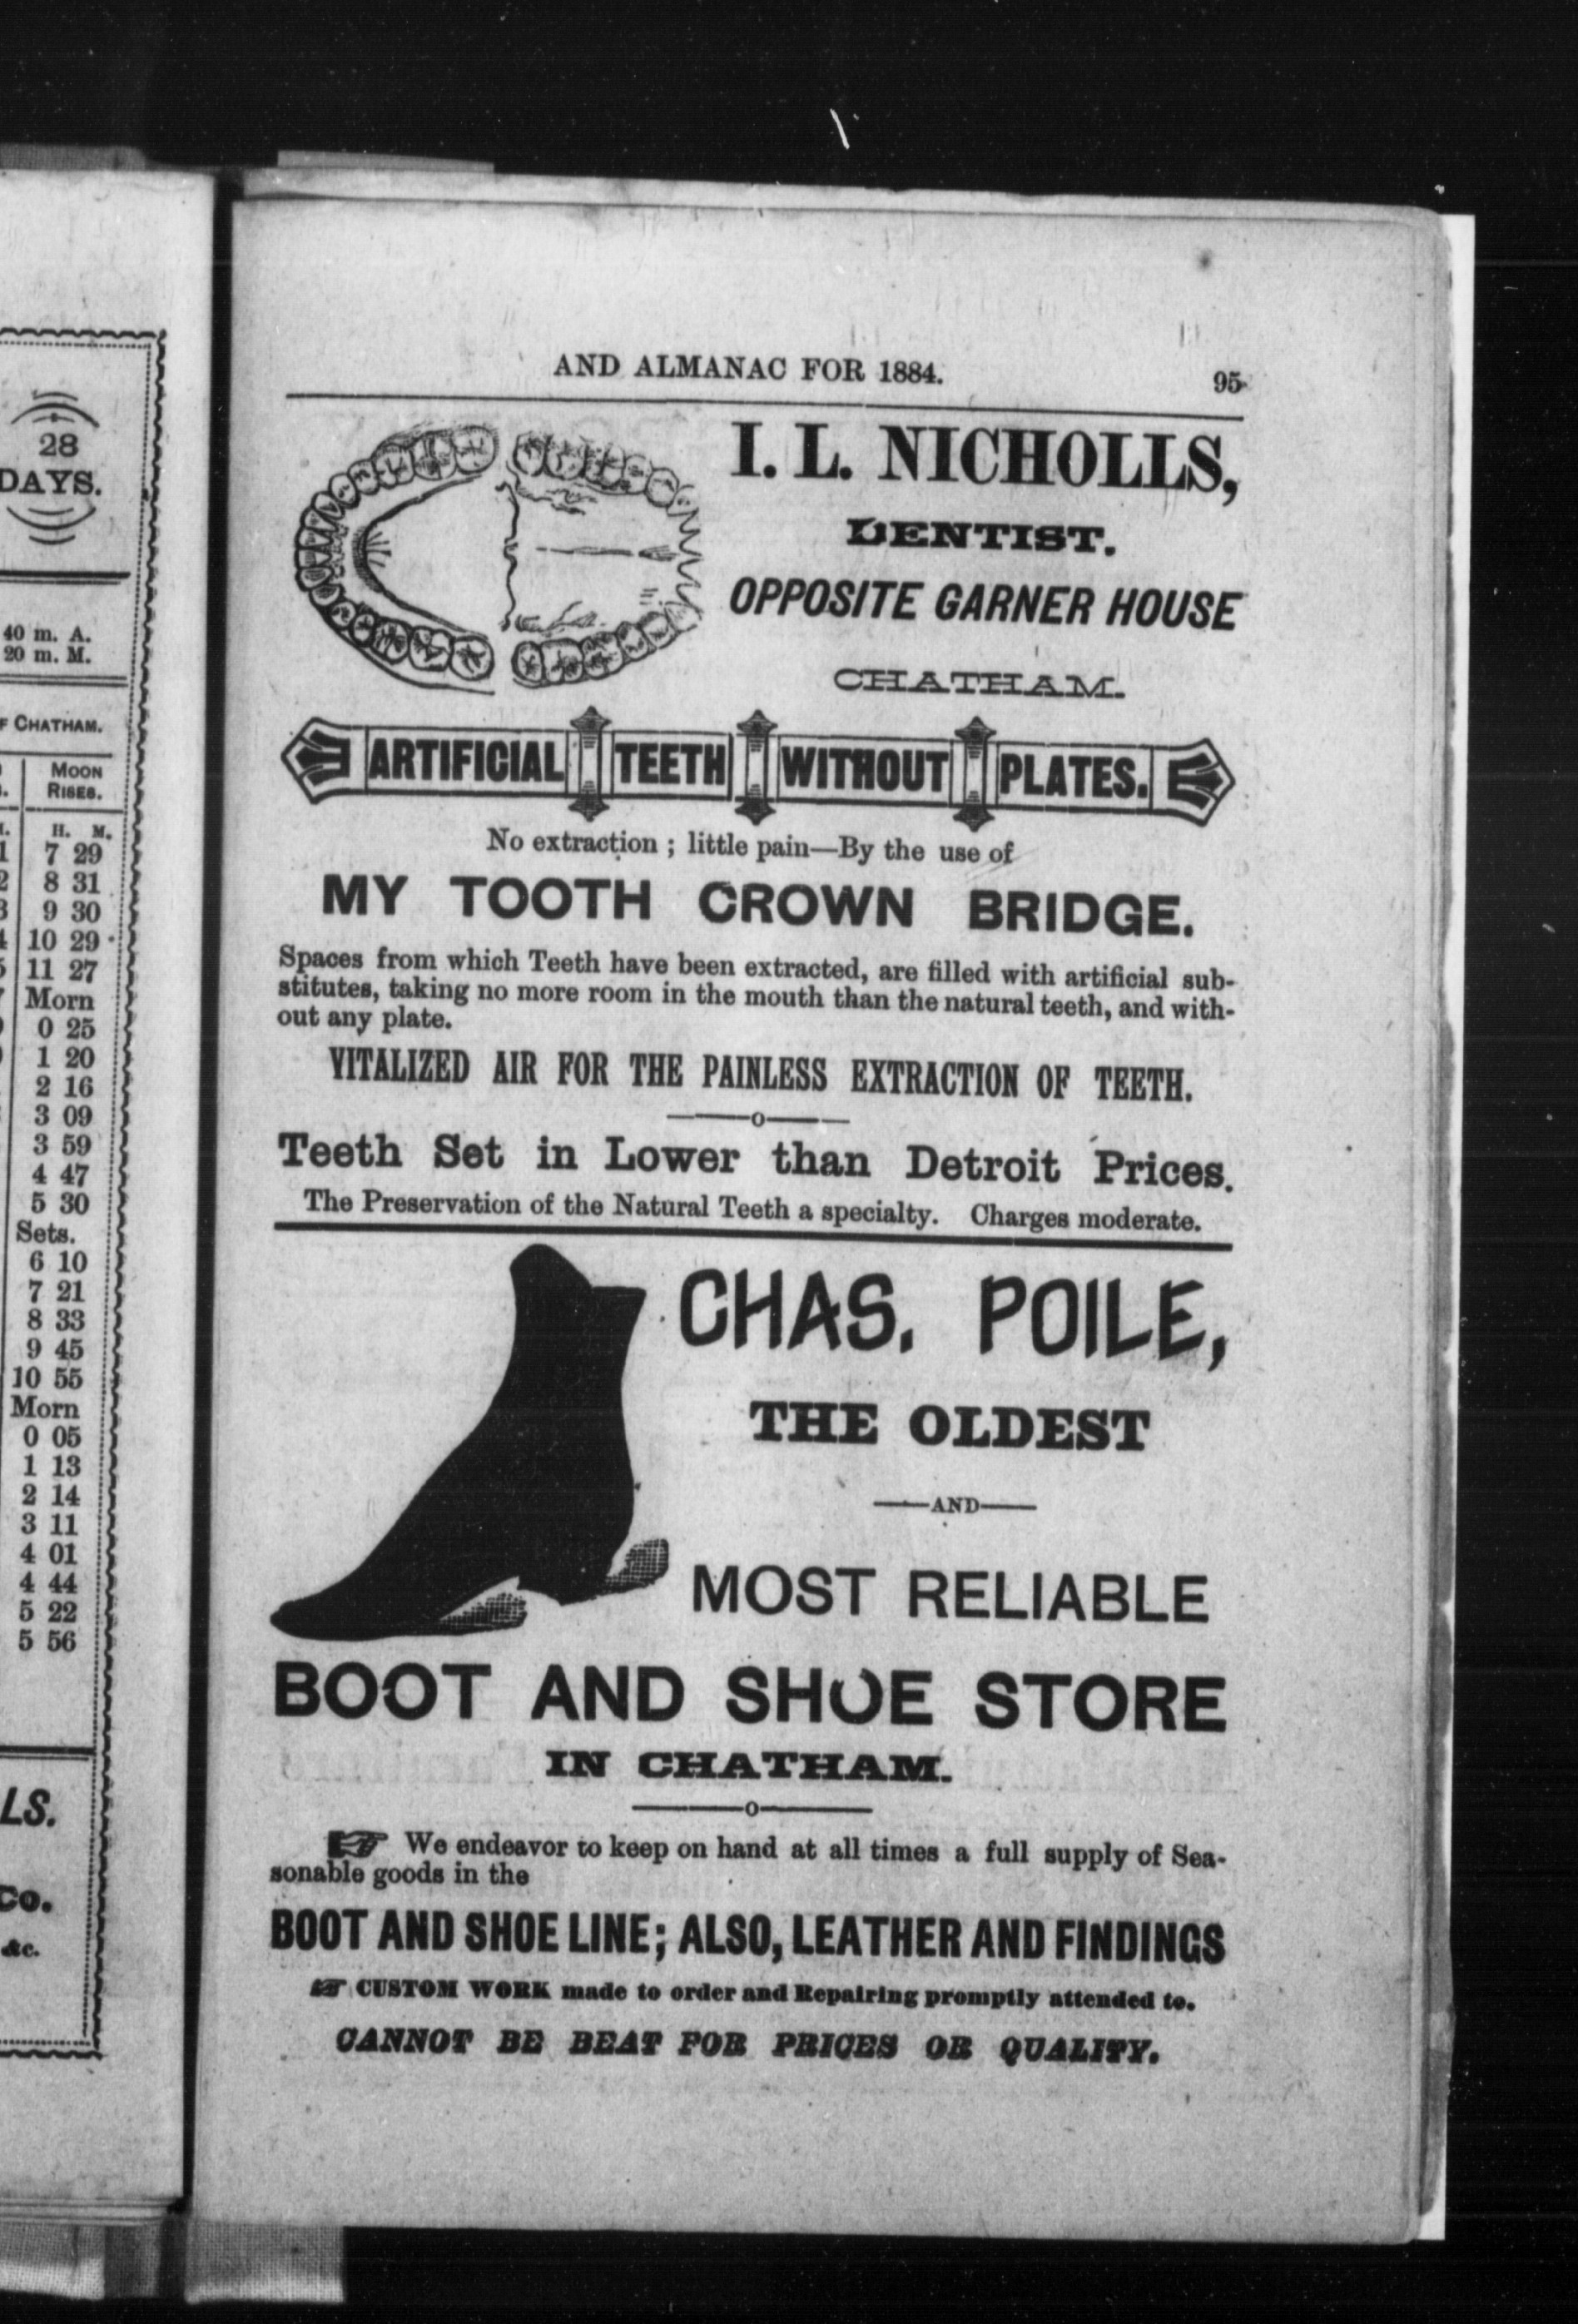 28
DAYS.
40 m. A.
20 m. M.
F CHATHAM.
MOON
RISES.
H. M.
7 29
8 31
9 30
10 29
11 27
Morn
0 25
1 20
2 16
3 09
3 59
4 47
5 30
Sets.
6 10
7 21
8 33
9 45
10 55
Morn
0 05
1 13
2 14
3 11
4 01
4 44
5 22
5 56
LS.
Co.
&c.
AND ALMANAC FOR 1884. 95
I. L. NICHOLLS,
DENTIST.
OPPOSITE GARNER HOUSE
CHATHAM.
ARTIFICIAL TEETH WITHOUT PLATES.
No extraction ; little pain—By the use of
MY TOOTH CROWN BRIDGE.
Spaces from which Teeth have been extracted, are filled with artificial sub-
stitutes, taking no more room in the mouth than the natural teeth, and with-
out any plate.
VITALIZED AIR FOR THE PAINLESS EXTRACTION OF TEETH.
——o——
Teeth Set in Lower than Detroit Prices.
The Preservation of the Natural Teeth a specialty. Charges moderate.
CHAS. POILE,
THE OLDEST
——AND——
MOST RELIABLE
BOOT AND SHOE STORE
IN CHATHAM.
——o——
☞ We endeavor to keep on hand at all times a full supply of Sea-
sonable goods in the
BOOT AND SHOE LINE; ALSO, LEATHER AND FINDINGS
☞ CUSTOM WORK made to order and Repairing promptly attended to.
CANNOT BE BEAT FOR PRICES OR QUALITY.